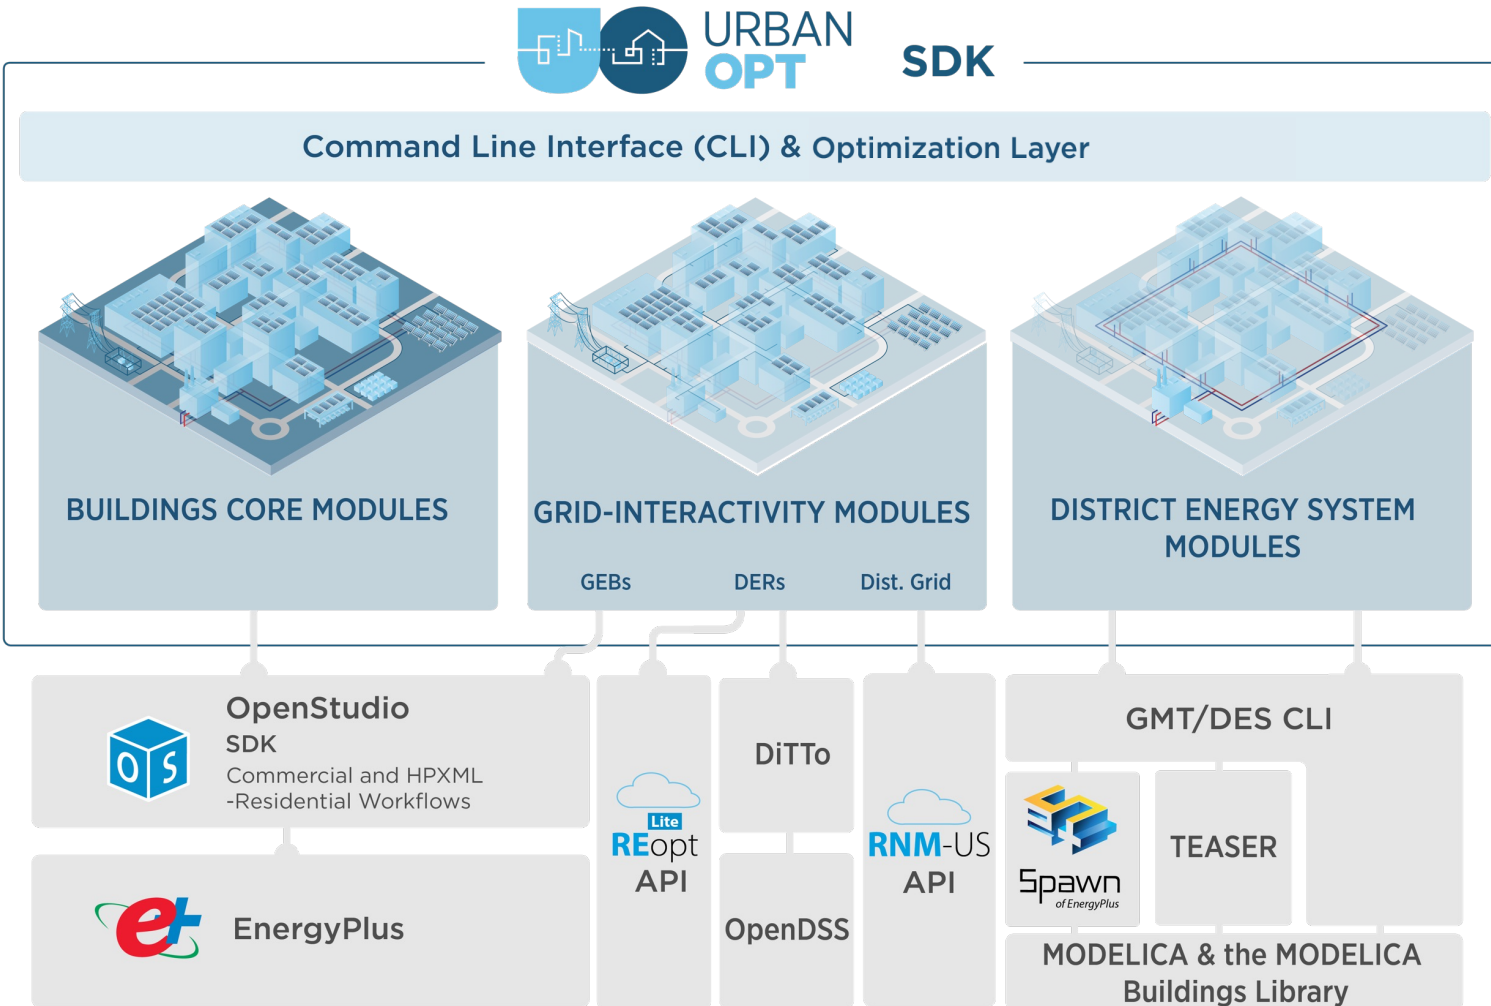 URBAN
OPT
SDK
Command Line Interface (CLI) & Optimization Layer
BUILDINGS CORE MODULES
GRID-INTERACTIVITY MODULES
GEBs
DERs
Dist. Grid
DISTRICT ENERGY SYSTEM
MODULES
OS
OpenStudio
SDK
Commercial and HPXML
-Residential Workflows
e+
EnergyPlus
Lite
REopt
API
DiTTo
OpenDSS
RNM-US
API
GMT/DES CLI
Spawn
of EnergyPlus
TEASER
MODELICA & the MODELICA
Buildings Library